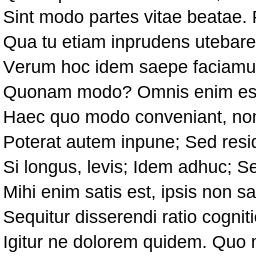 Sint modo partes vitae beatae.
Qua tu etiam inprudens utebare
Verum hoc idem saepe faciamu
Quonam modo? Omnis enim es
Haec quo modo conveniant, non
Poterat autem inpune; Sed resid
Si longus, levis; Idem adhuc; Se
Mihi enim satis est, ipsis non sa
Sequitur disserendi ratio cogniti
Igitur ne dolorem quidem. Quo